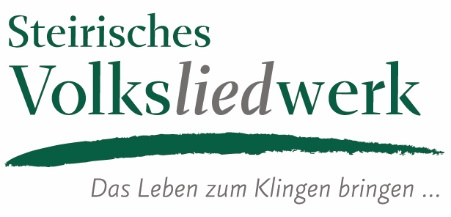 Steirisches
Volksliedwerk
Das Leben zum Klingen bringen ...